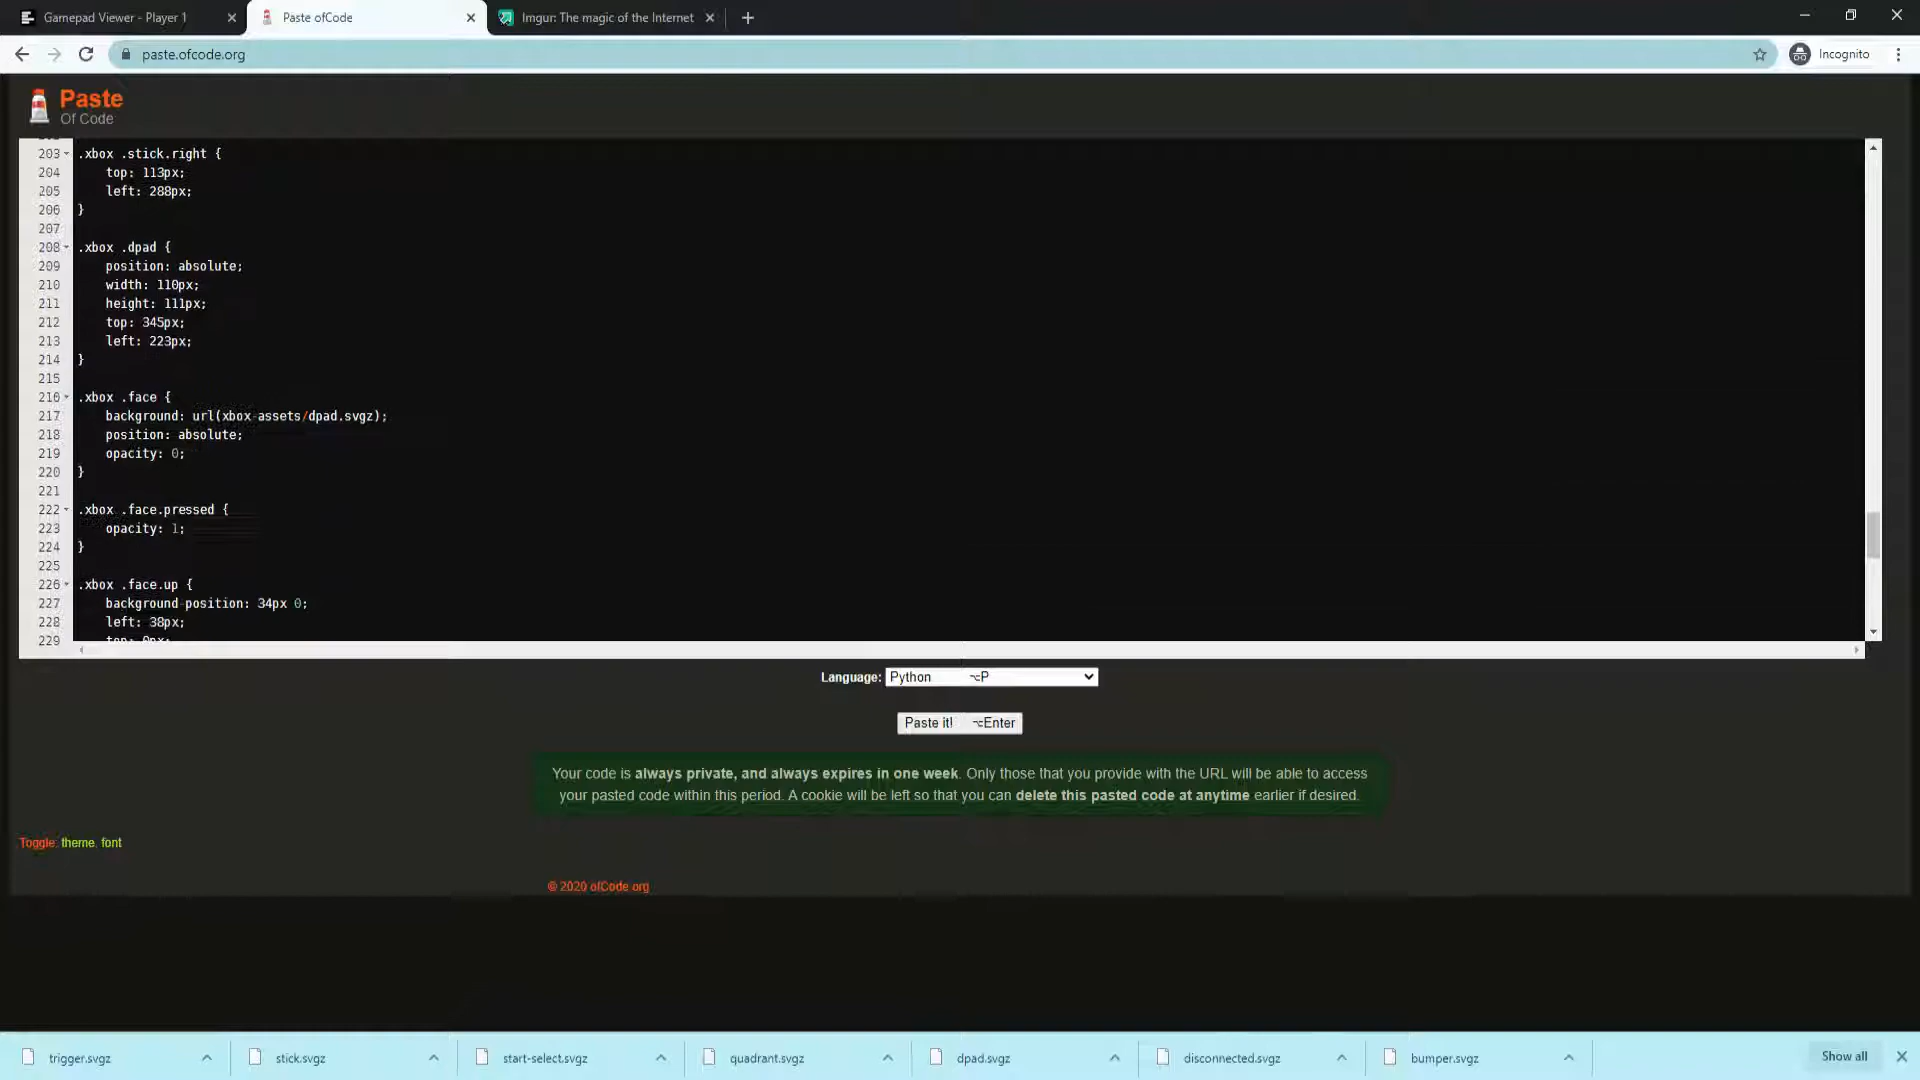 Gamepad Viewer - Player 1
Paste ofCode
Imgur: The magic of the Internet
paste.ofcode.org
Incognito
Paste
Of Code
203 .xbox .stick.right {
204 top: 113px;
205 left: 288px;
206 }
207
208 .xbox .dpad {
209 position: absolute;
210 width: 110px;
211 height: 111px;
212 top: 345px;
213 left: 223px;
214 }
215
216 .xbox .face {
217 background: url(xbox-assets/dpad.svgz);
218 position: absolute;
219 opacity: 0;
220 }
221
222 .xbox .face.pressed {
223 opacity: 1;
224 }
225
226 .xbox .face.up {
227 background-position: 34px 0;
228 left: 38px;
229 top: 0px;
Language: Python ⌥P
Paste it! ⌥Enter
Your code is always private, and always expires in one week. Only those that you provide with the URL will be able to access
your pasted code within this period. A cookie will be left so that you can delete this pasted code at anytime earlier if desired.
Toggle: theme, font
© 2020 ofCode.org
trigger.svgz
stick.svgz
start-select.svgz
quadrant.svgz
dpad.svgz
disconnected.svgz
bumper.svgz
Show all